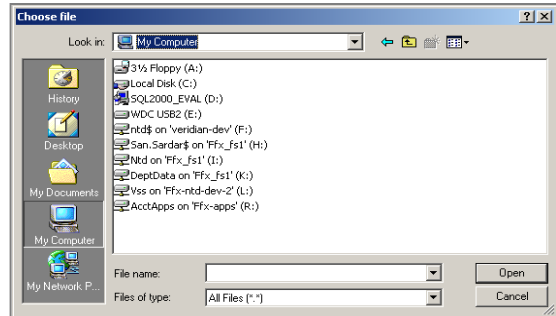 Choose file
Look in:
My Computer
History
Desktop
My Documents
My Computer
My Network P...
3½ Floppy (A:)
Local Disk (C:)
SQL2000_EVAL (D:)
WDC USB2 (E:)
ntd$ on 'veridian-dev' (F:)
San.Sardar$ on 'Ffx_fs1' (H:)
Ntd on 'Ffx_fs1' (I:)
DeptData on 'Ffx_fs1' (K:)
Vss on 'Ffx-ntd-dev-2' (L:)
AcctApps on 'Ffx-apps' (R:)
File name:
Open
Files of type:
All Files (*.*)
Cancel